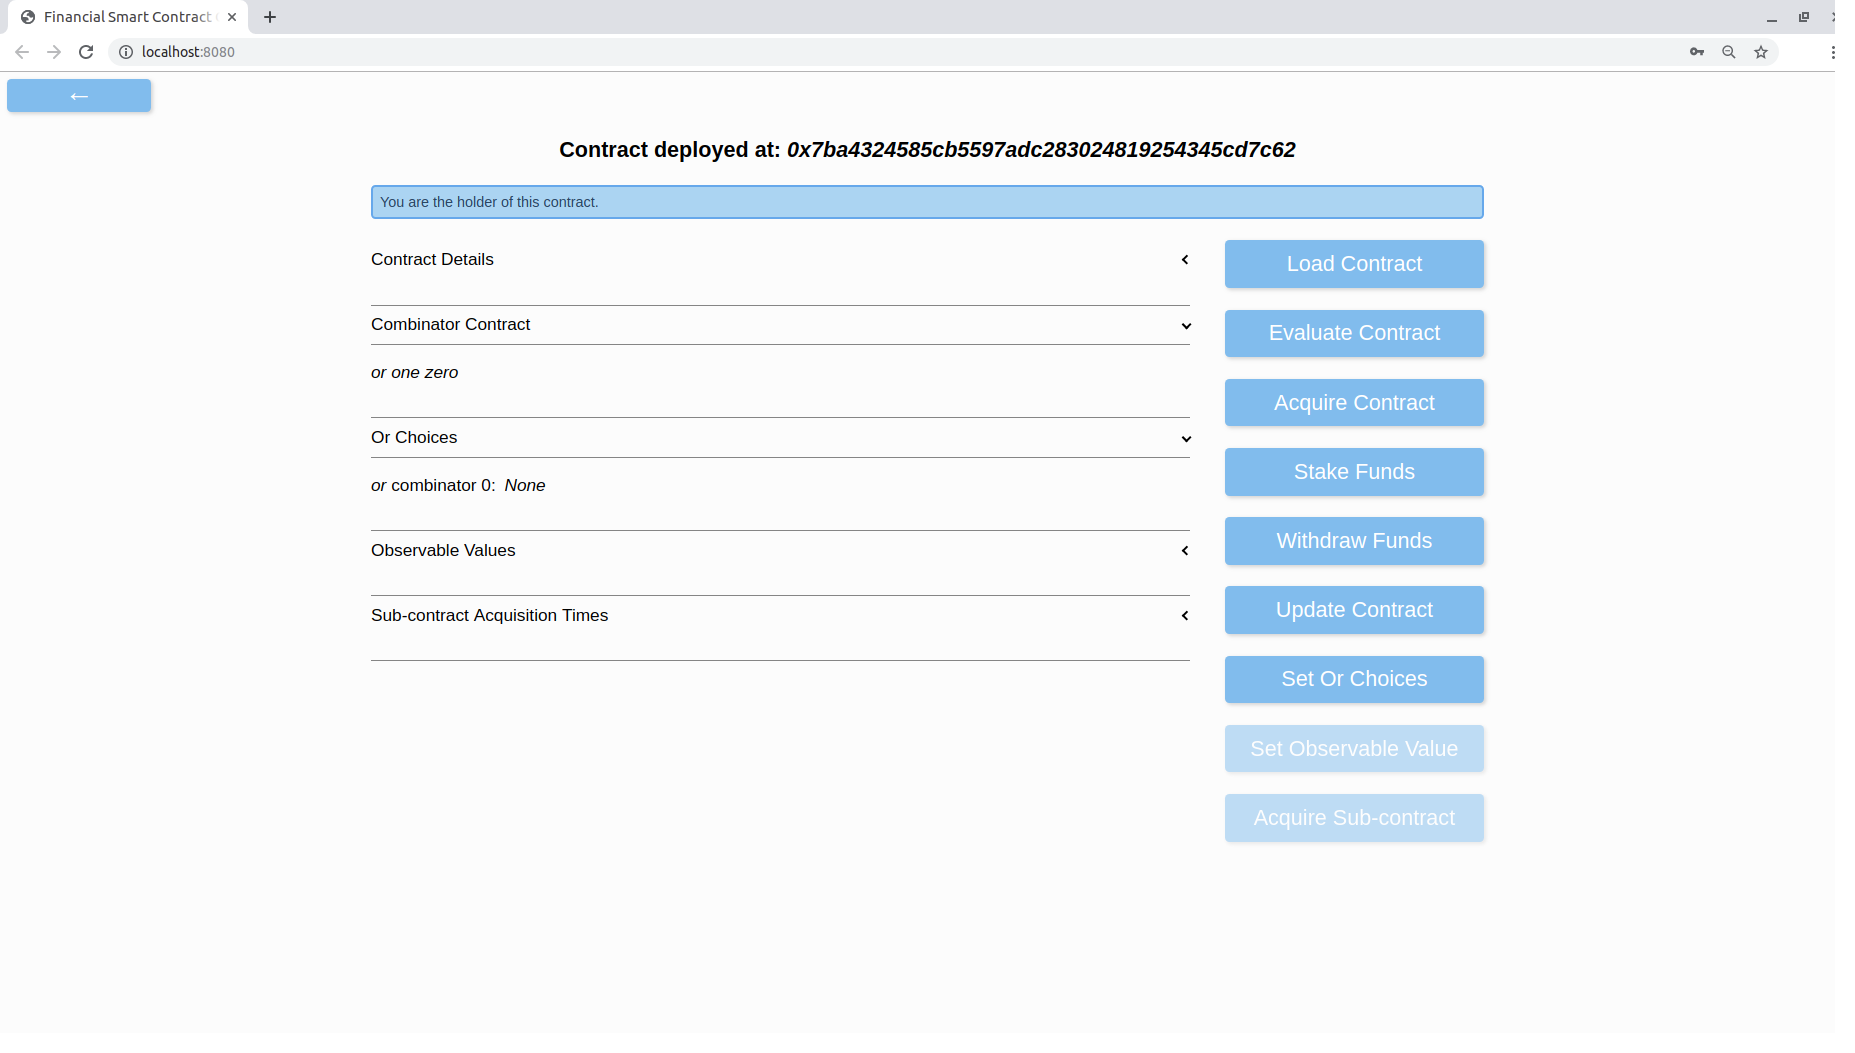 Financial Smart Contract
localhost:8080
←
Contract deployed at: 0x7ba4324585cb5597adc283024819254345cd7c62
You are the holder of this contract.
Contract Details
Combinator Contract
or one zero
Or Choices
or combinator 0: None
Observable Values
Sub-contract Acquisition Times
Load Contract
Evaluate Contract
Acquire Contract
Stake Funds
Withdraw Funds
Update Contract
Set Or Choices
Set Observable Value
Acquire Sub-contract